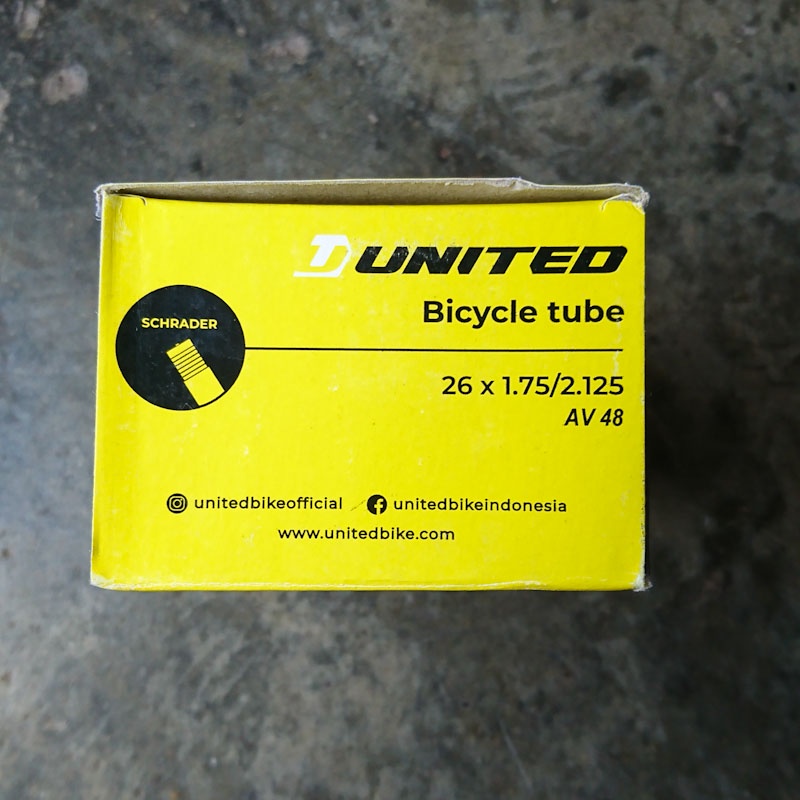 UNITED
Bicycle tube
SCHRADER
26 x 1.75/2.125
AV 48
unitedbikeofficial unitedbikeindonesia
www.unitedbike.com